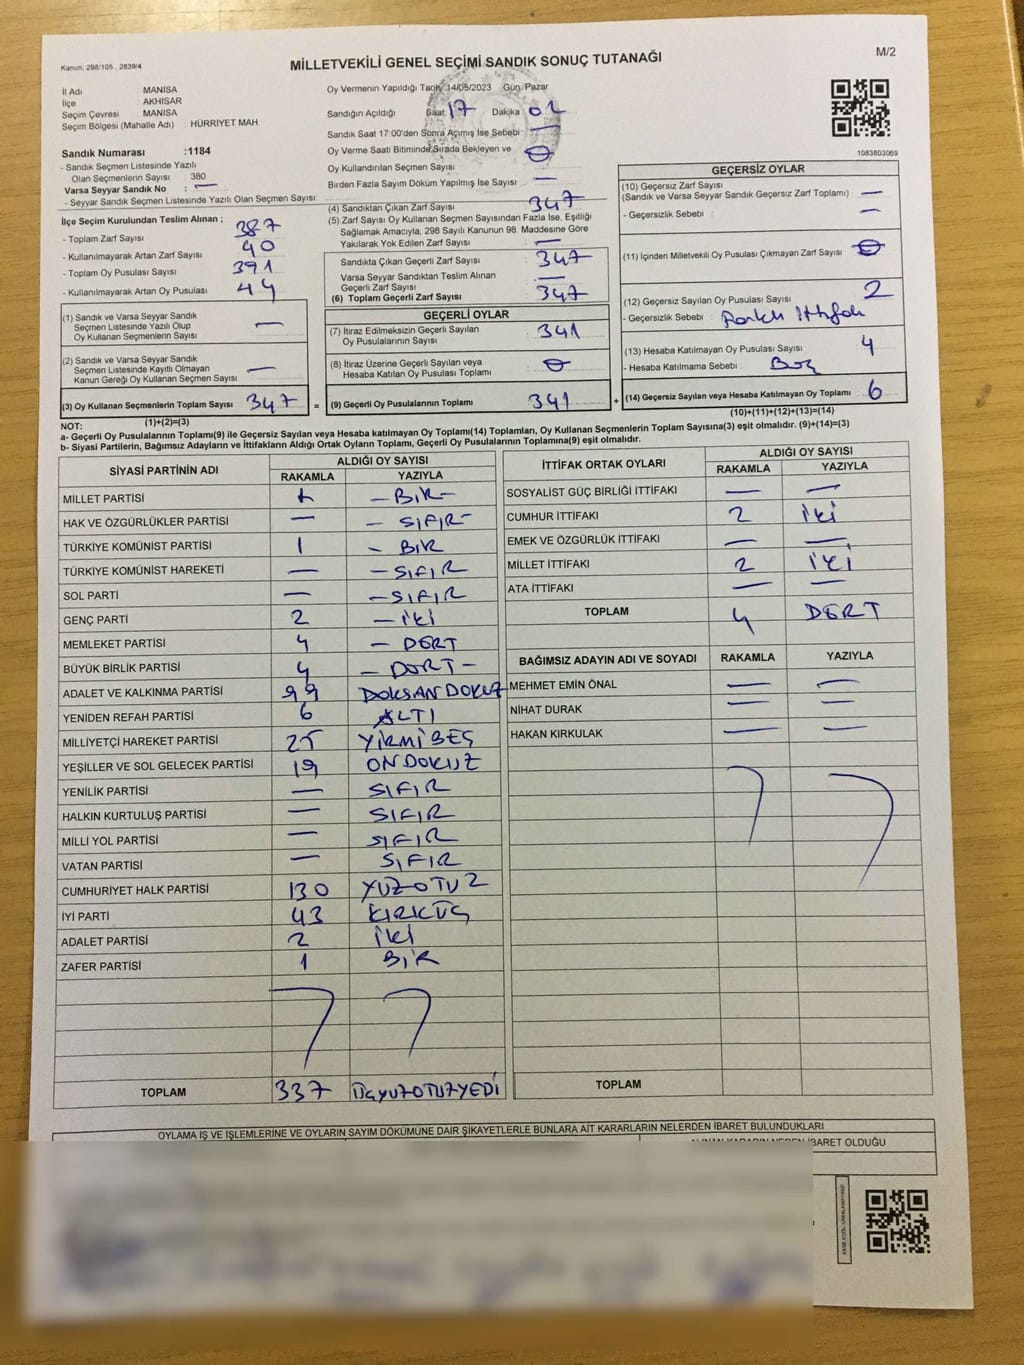 Kanun: 298/105 , 2839/4
MİLLETVEKİLİ GENEL SEÇİMİ SANDIK SONUÇ TUTANAĞI
M/2
İl Adı MANİSA
İlçe AKHİSAR
Seçim Çevresi MANİSA
Seçim Bölgesi (Mahalle Adı) : HÜRRİYET MAH.
Sandık Numarası :1184
- Sandık Seçmen Listesinde Yazılı
Olan Seçmenlerin Sayısı : 380
Varsa Seyyar Sandık No : —
- Seyyar Sandık Seçmen Listesinde Yazılı Olan Seçmen Sayısı:
İlçe Seçim Kurulundan Teslim Alınan ;
- Toplam Zarf Sayısı 387
- Kullanılmayarak Artan Zarf Sayısı 40
- Toplam Oy Pusulası Sayısı 391
- Kullanılmayarak Artan Oy Pusulası 44
(1) Sandık ve Varsa Seyyar Sandık
Seçmen Listesinde Yazılı Olup —
Oy Kullanan Seçmenlerin Sayısı
(2) Sandık ve Varsa Seyyar Sandık
Seçmen Listesinde Kayıtlı Olmayan —
Kanun Gereği Oy Kullanan Seçmen Sayısı
(3) Oy Kullanan Seçmenlerin Toplam Sayısı 347 =
(1)+(2)=(3)
Oy Vermenin Yapıldığı Tarih: 14/05/2023 Gün: Pazar
Sandığın Açıldığı Saat 17 Dakika 02
Sandık Saat 17:00'den Sonra Açımış İse Sebebi : —
Oy Verme Saati Bitiminde Sırada Bekleyen ve
Oy Kullandırılan Seçmen Sayısı : 0
Birden Fazla Sayım Döküm Yapılmış İse Sayısı : —
(4) Sandıktan Çıkan Zarf Sayısı 347
(5) Zarf Sayısı Oy Kullanan Seçmen Sayısından Fazla İse, Eşitliği
Sağlamak Amacıyla, 298 Sayılı Kanunun 98. Maddesine Göre
Yakılarak Yok Edilen Zarf Sayısı : —
Sandıkta Çıkan Geçerli Zarf Sayısı : 347
Varsa Seyyar Sandıktan Teslim Alınan
Geçerli Zarf Sayısı : —
(6) Toplam Geçerli Zarf Sayısı : 347
GEÇERLİ OYLAR
(7) İtiraz Edilmeksizin Geçerli Sayılan
Oy Pusulalarının Sayısı : 341
(8) İtiraz Üzerine Geçerli Sayılan veya
Hesaba Katılan Oy Pusulası Toplamı : 0
(9) Geçerli Oy Pusulalarının Toplamı : 341 +
1083803069
GEÇERSİZ OYLAR
(10) Geçersiz Zarf Sayısı
(Sandık ve Varsa Seyyar Sandık Geçersiz Zarf Toplamı) : —
- Geçersizlik Sebebi : —
(11) İçinden Milletvekili Oy Pusulası Çıkmayan Zarf Sayısı : 0
(12) Geçersiz Sayılan Oy Pusulası Sayısı : 2
- Geçersizlik Sebebi : Farklı İttifak
(13) Hesaba Katılmayan Oy Pusulası Sayısı : 4
- Hesaba Katılmama Sebebi : Boş
(14) Geçersiz Sayılan veya Hesaba Katılmayan Oy Toplamı : 6
(10)+(11)+(12)+(13)=(14)
NOT:
a- Geçerli Oy Pusulalarının Toplamı(9) ile Geçersiz Sayılan veya Hesaba katılmayan Oy Toplamı(14) Toplamları, Oy Kullanan Seçmenlerin Toplam Sayısına(3) eşit olmalıdır. (9)+(14)=(3)
b- Siyasi Partilerin, Bağımsız Adayların ve İttifakların Aldığı Ortak Oyların Toplamı, Geçerli Oy Pusulalarının Toplamına(9) eşit olmalıdır.
SİYASİ PARTİNİN ADI ALDIĞI OY SAYISI
RAKAMLA YAZIYLA
MİLLET PARTİSİ 1 – BİR –
HAK VE ÖZGÜRLÜKLER PARTİSİ — – SIFIR –
TÜRKİYE KOMÜNİST PARTİSİ 1 – BİR
TÜRKİYE KOMÜNİST HAREKETİ — – SIFIR
SOL PARTİ — – SIFIR
GENÇ PARTİ 2 – İKİ
MEMLEKET PARTİSİ 4 – DÖRT
BÜYÜK BİRLİK PARTİSİ 4 – DÖRT –
ADALET VE KALKINMA PARTİSİ 99 DOKSANDOKUZ
YENİDEN REFAH PARTİSİ 6 ALTI
MİLLİYETÇİ HAREKET PARTİSİ 25 YİRMİBEŞ
YEŞİLLER VE SOL GELECEK PARTİSİ 19 ONDOKUZ
YENİLİK PARTİSİ — SIFIR
HALKIN KURTULUŞ PARTİSİ — SIFIR
MİLLİ YOL PARTİSİ — SIFIR
VATAN PARTİSİ — SIFIR
CUMHURİYET HALK PARTİSİ 130 YÜZOTUZ
İYİ PARTİ 43 KIRKÜÇ
ADALET PARTİSİ 2 İKİ
ZAFER PARTİSİ 1 BİR
TOPLAM 337 ÜÇYÜZOTUZYEDİ
İTTİFAK ORTAK OYLARI ALDIĞI OY SAYISI
RAKAMLA YAZIYLA
SOSYALİST GÜÇ BİRLİĞİ İTTİFAKI — —
CUMHUR İTTİFAKI 2 İKİ
EMEK VE ÖZGÜRLÜK İTTİFAKI — —
MİLLET İTTİFAKI 2 İKİ
ATA İTTİFAKI — —
TOPLAM 4 DÖRT
BAĞIMSIZ ADAYIN ADI VE SOYADI RAKAMLA YAZIYLA
MEHMET EMİN ÖNAL — —
NİHAT DURAK — —
HAKAN KIRKULAK — —
TOPLAM
OYLAMA İŞ VE İŞLEMLERİNE VE OYLARIN SAYIM DÖKÜMÜNE DAİR ŞİKAYETLERLE BUNLARA AİT KARARLARIN NELERDEN İBARET BULUNDUKLARI
İBARET OLDUĞU